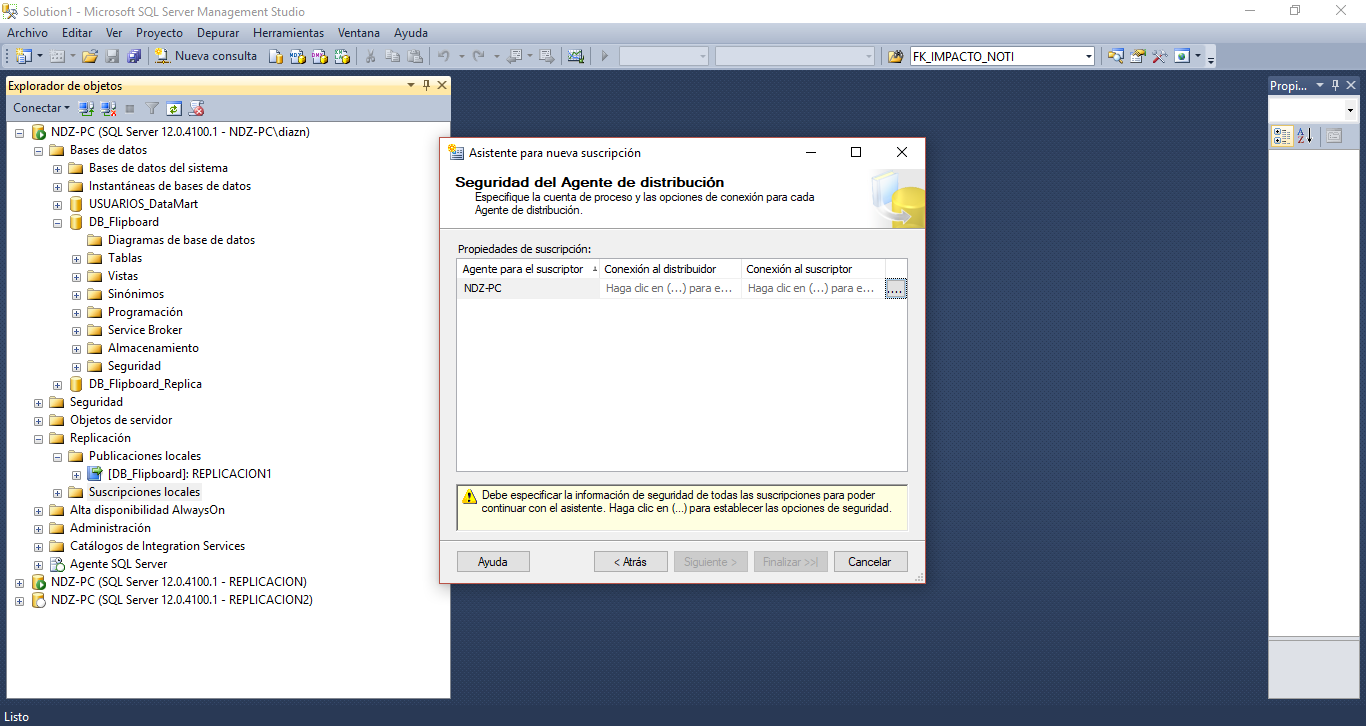 Solution1 - Microsoft SQL Server Management Studio
Archivo Editar Ver Proyecto Depurar Herramientas Ventana Ayuda
Nueva consulta FK_IMPACTO_NOTI
Explorador de objetos
Conectar
NDZ-PC (SQL Server 12.0.4100.1 - NDZ-PC\diazn)
Bases de datos
Bases de datos del sistema
Instantáneas de bases de datos
USUARIOS_DataMart
DB_Flipboard
Diagramas de base de datos
Tablas
Vistas
Sinónimos
Programación
Service Broker
Almacenamiento
Seguridad
DB_Flipboard_Replica
Seguridad
Objetos de servidor
Replicación
Publicaciones locales
[DB_Flipboard]: REPLICACION1
Suscripciones locales
Alta disponibilidad AlwaysOn
Administración
Catálogos de Integration Services
Agente SQL Server
NDZ-PC (SQL Server 12.0.4100.1 - REPLICACION)
NDZ-PC (SQL Server 12.0.4100.1 - REPLICACION2)
Asistente para nueva suscripción
Seguridad del Agente de distribución
Especifique la cuenta de proceso y las opciones de conexión para cada
Agente de distribución.
Propiedades de suscripción:
Agente para el suscriptor Conexión al distribuidor Conexión al suscriptor
NDZ-PC Haga clic en (...) para e... Haga clic en (...) para e... ...
Debe especificar la información de seguridad de todas las suscripciones para poder
continuar con el asistente. Haga clic en (...) para establecer las opciones de seguridad.
Ayuda < Atrás Siguiente > Finalizar >>| Cancelar
Propi...
Listo